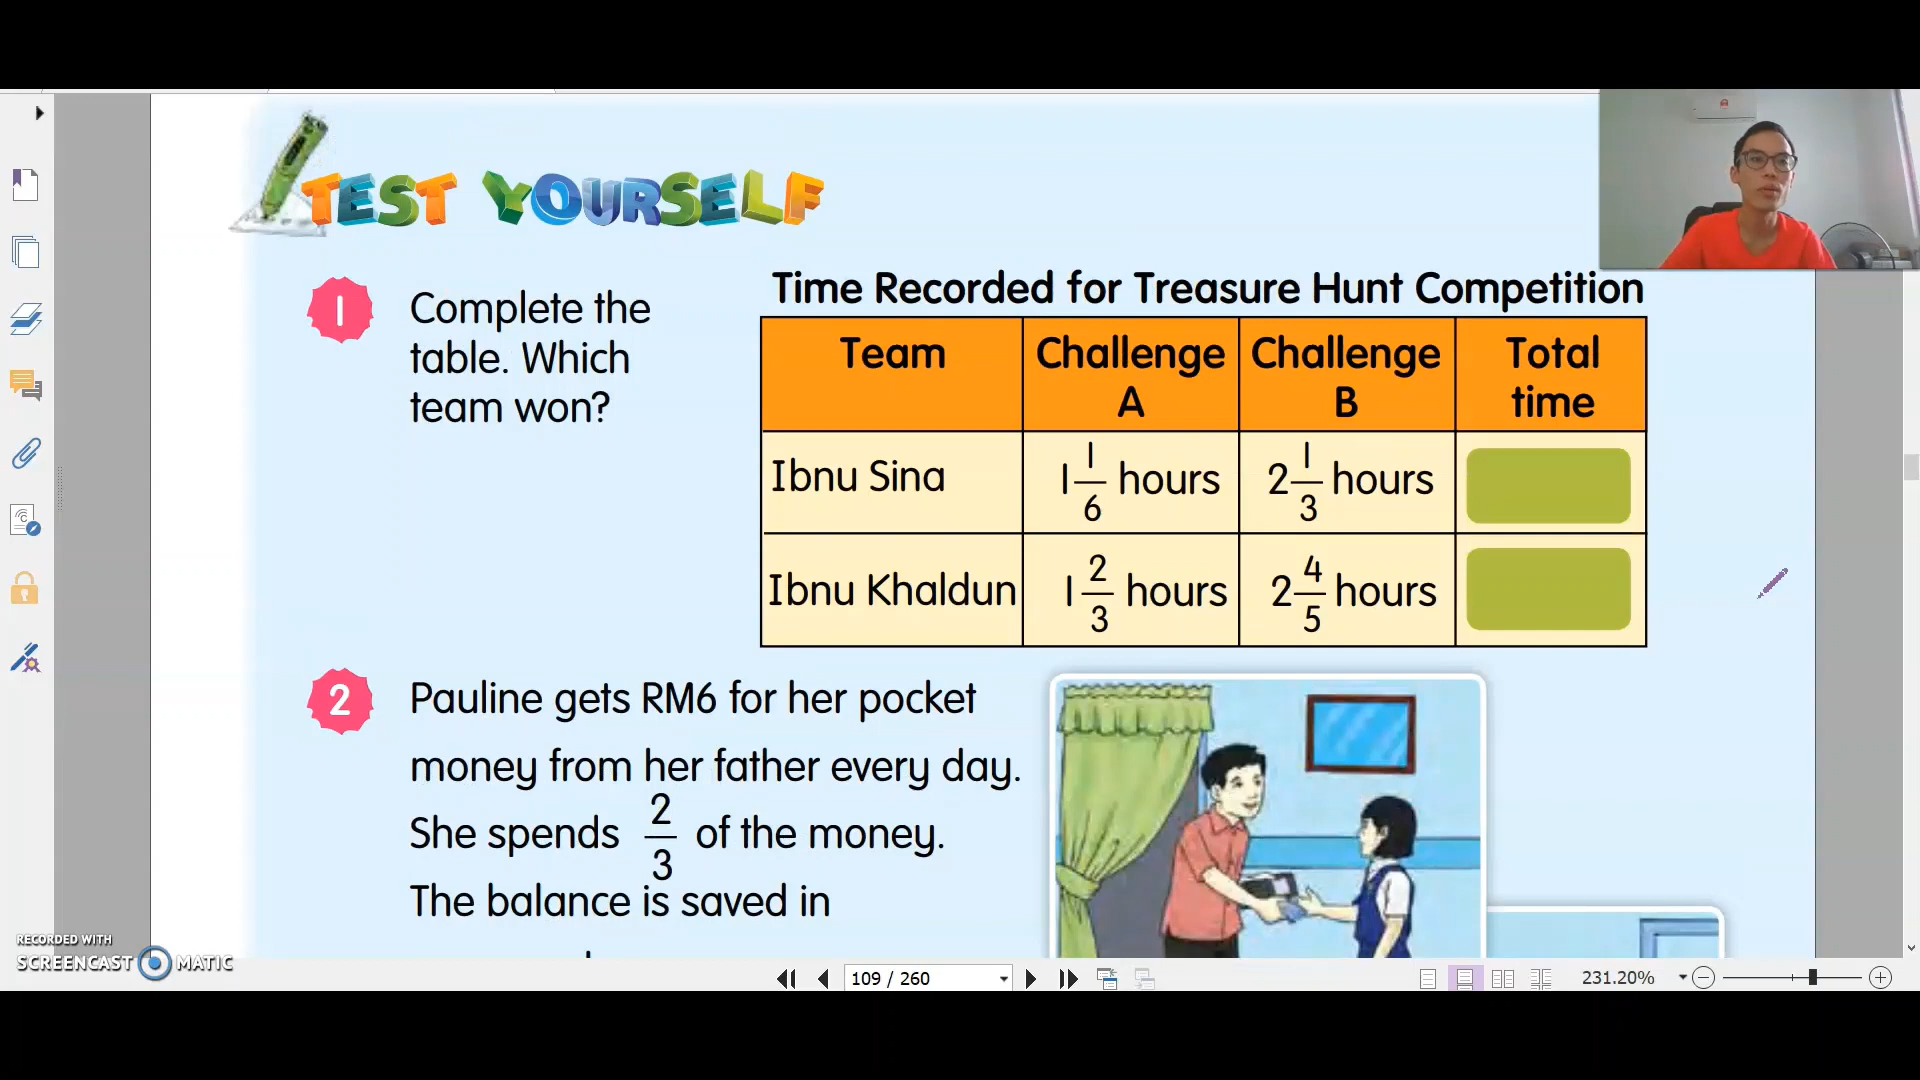 TEST YOURSELF
Time Recorded for Treasure Hunt Competition
1 Complete the
table. Which
team won?
Team Challenge A Challenge B Total time
Ibnu Sina 1 1/6 hours 2 1/3 hours
Ibnu Khaldun 1 2/3 hours 2 4/5 hours
2 Pauline gets RM6 for her pocket
money from her father every day.
She spends 2/3 of the money.
The balance is saved in
RECORDED WITH
SCREENCAST MATIC
109 / 260
231.20%